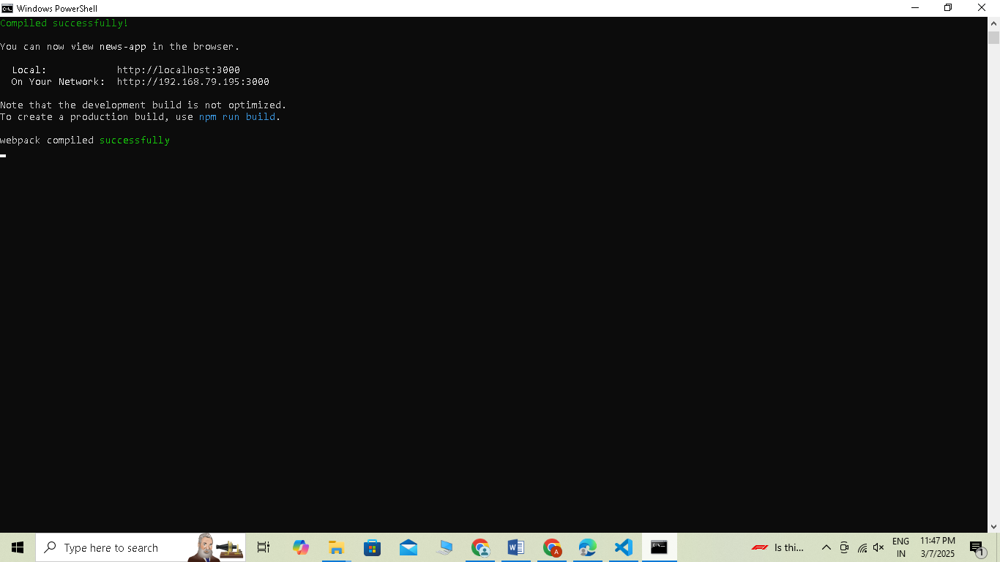 Windows PowerShell
Compiled successfully!
You can now view news-app in the browser.
Local: http://localhost:3000
On Your Network: http://192.168.79.195:3000
Note that the development build is not optimized.
To create a production build, use npm run build.
webpack compiled successfully
Type here to search
Is thi...
ENG
IN
11:47 PM
3/7/2025
1